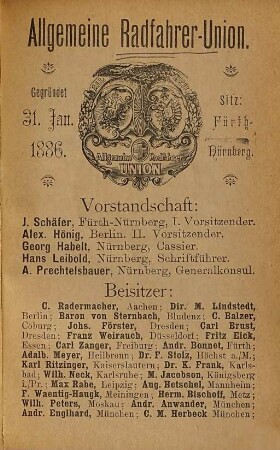 Allgemeine Radfahrer-Union.
Gegründet
31. Jan.
1886.
Sitz:
Fürth-
Nürnberg.
Allgemeine Radfahrer
UNION
Vorstandschaft:
J. Schäfer, Fürth-Nürnberg, I. Vorsitzender.
Alex. Hönig, Berlin. II. Vorsitzender.
Georg Habelt, Nürnberg, Cassier.
Hans Leibold, Nürnberg, Schriftführer.
A. Prechtelsbauer, Nürnberg, Generalkonsul.
Beisitzer:
C. Radermacher, Aachen; Dir. M. Lindstedt,
Berlin; Baron von Sternbach, Bludenz; C. Balzer,
Coburg; Johs. Förster, Dresden; Carl Brust,
Dresden; Franz Weirauch, Düsseldorf; Fritz Eick,
Essen; Carl Zanger, Freiburg; Andr. Bonnet, Fürth;
Adalb. Meyer, Heilbronn; Dr. F. Stolz, Höchst a./M.;
Karl Ritzinger, Kaiserslautern; Dr. K. Frank, Karls-
bad; Wilh. Neck, Karlsruhe; M. Jacobson, Königsberg
i./Pr.; Max Rabe, Leipzig; Aug. Hetschel, Mannheim;
F. Waentig-Haugk, Meiningen; Herm. Bischoff, Metz;
Wilh. Peters, Moskau; Andr. Anwander, München;
Andr. Englhard, München; C. M. Herbeck München